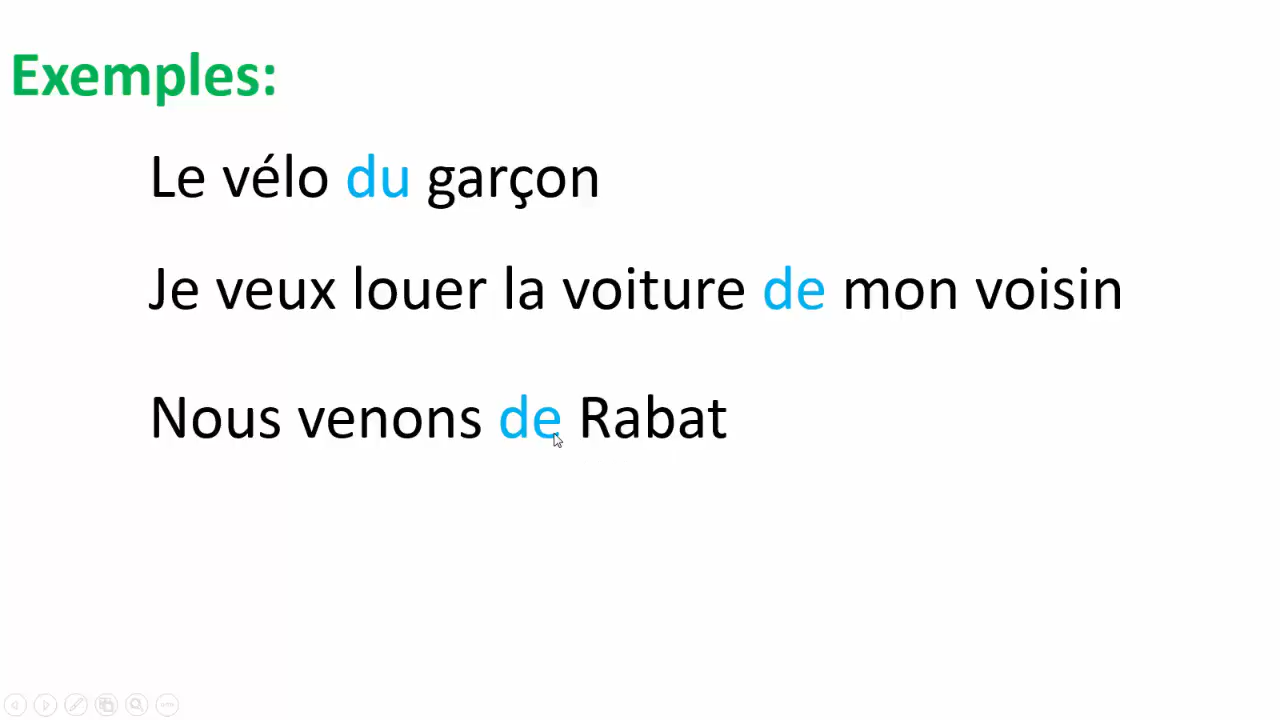 Exemples:
Le vélo du garçon
Je veux louer la voiture de mon voisin
Nous venons de Rabat